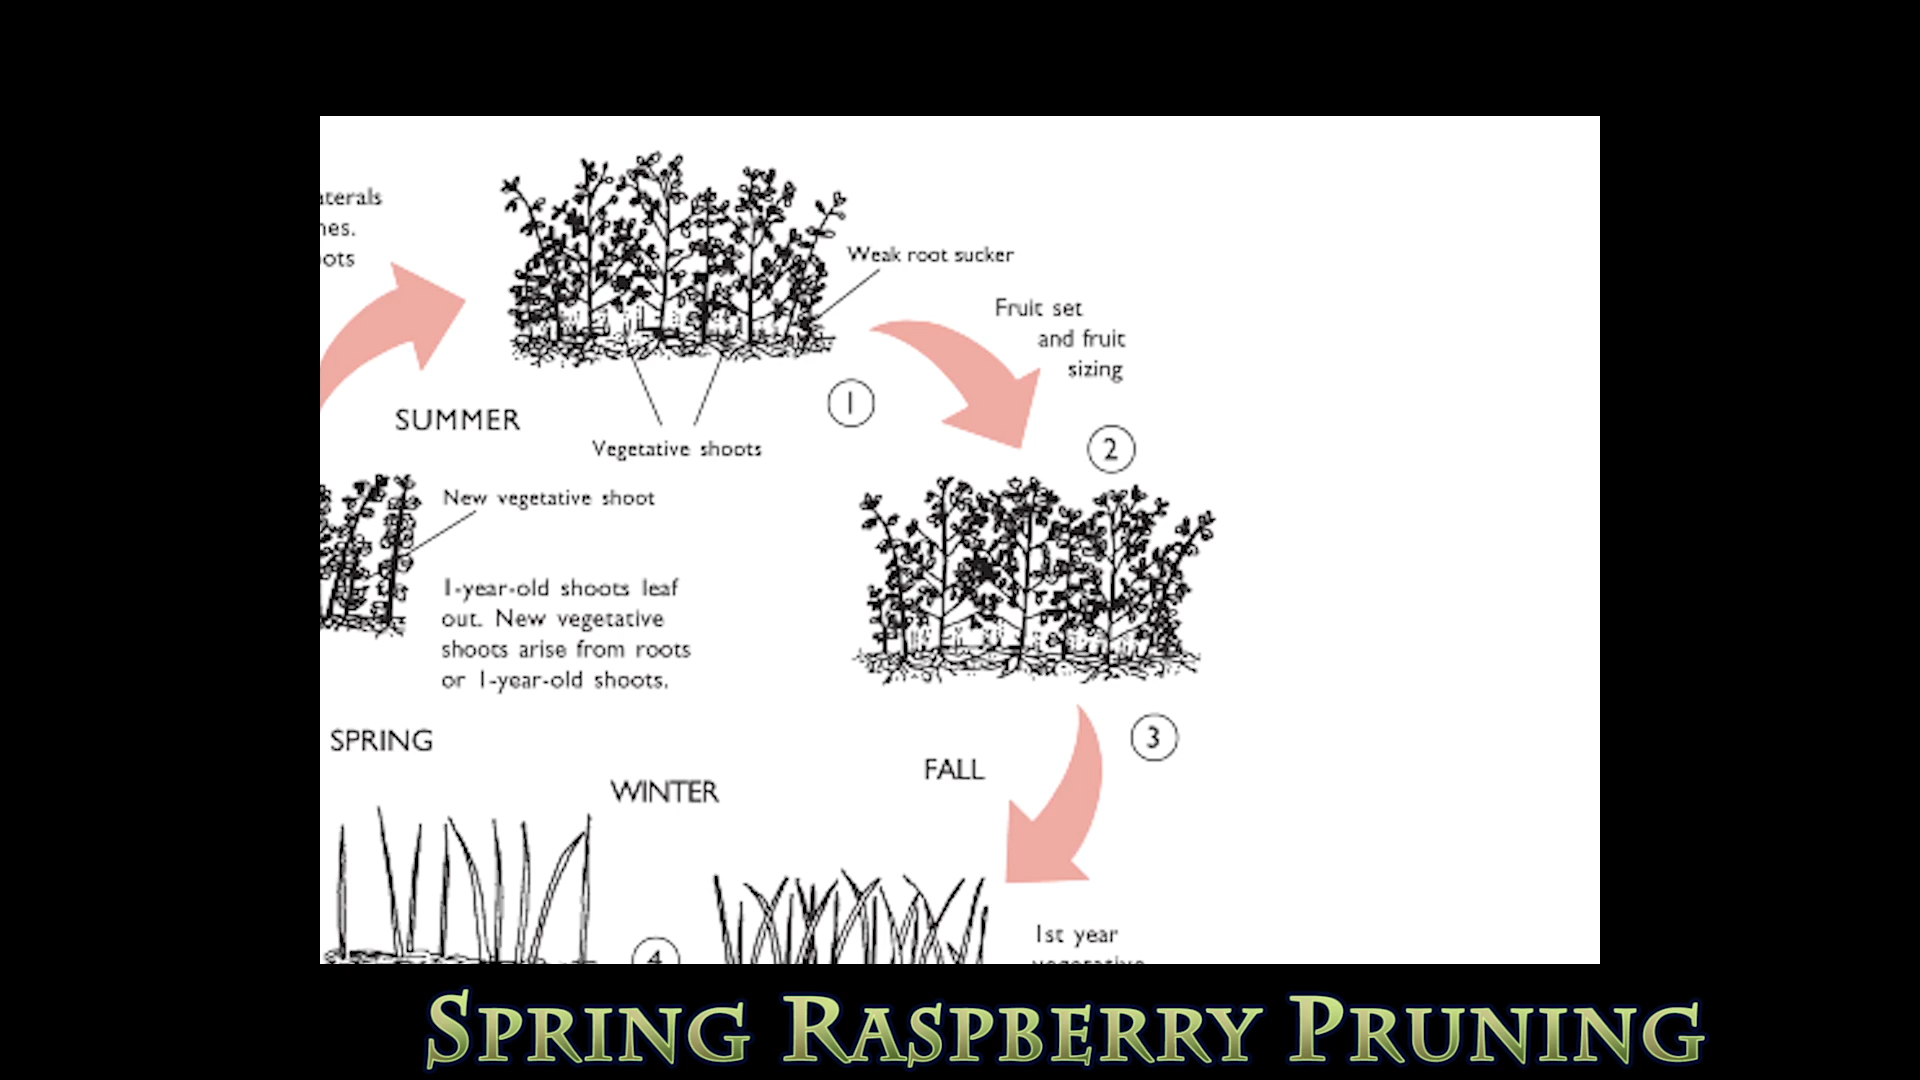 Weak root sucker
Fruit set
and fruit
sizing
1
SUMMER
Vegetative shoots
2
New vegetative shoot
1-year-old shoots leaf
out. New vegetative
shoots arise from roots
or 1-year-old shoots.
3
SPRING
FALL
WINTER
1st year
4
SPRING RASPBERRY PRUNING